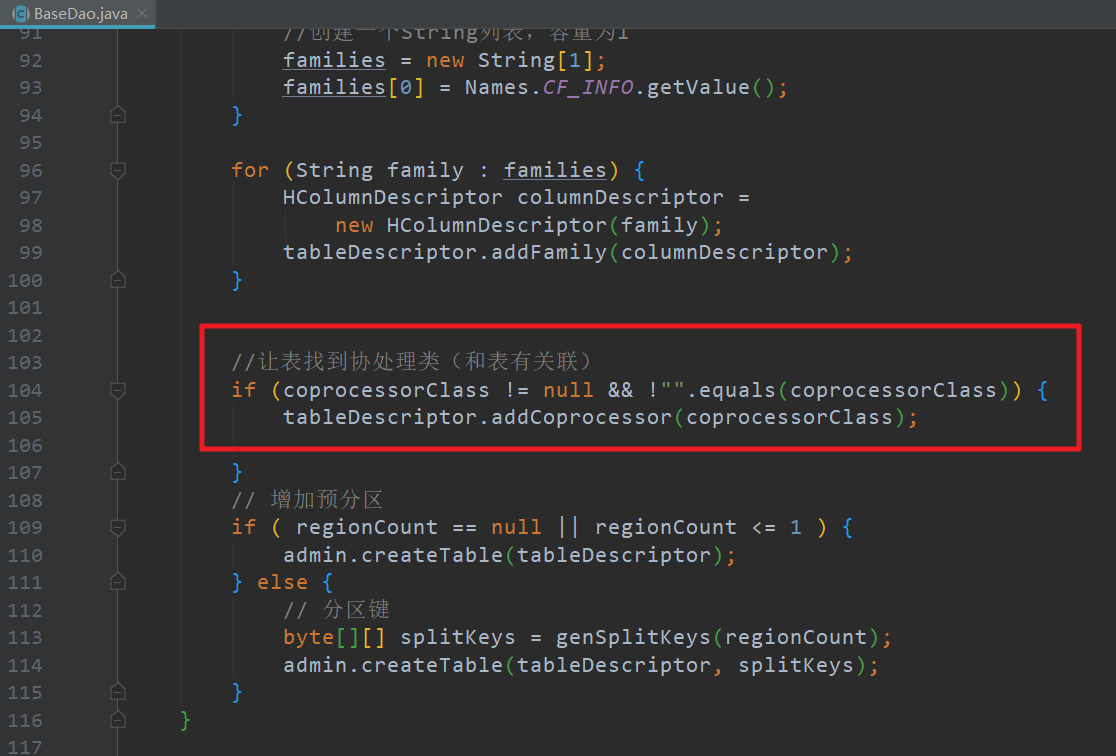 BaseDao.java
91 //创建一个String列表，容量为1
92 families = new String[1];
93 families[0] = Names.CF_INFO.getValue();
94 }
95
96 for (String family : families) {
97 HColumnDescriptor columnDescriptor =
98 new HColumnDescriptor(family);
99 tableDescriptor.addFamily(columnDescriptor);
100 }
101
102
103 //让表找到协处理类（和表有关联）
104 if (coprocessorClass != null && !"".equals(coprocessorClass)) {
105 tableDescriptor.addCoprocessor(coprocessorClass);
106
107 }
108 // 增加预分区
109 if ( regionCount == null || regionCount <= 1 ) {
110 admin.createTable(tableDescriptor);
111 } else {
112 // 分区键
113 byte[][] splitKeys = genSplitKeys(regionCount);
114 admin.createTable(tableDescriptor, splitKeys);
115 }
116 }
117